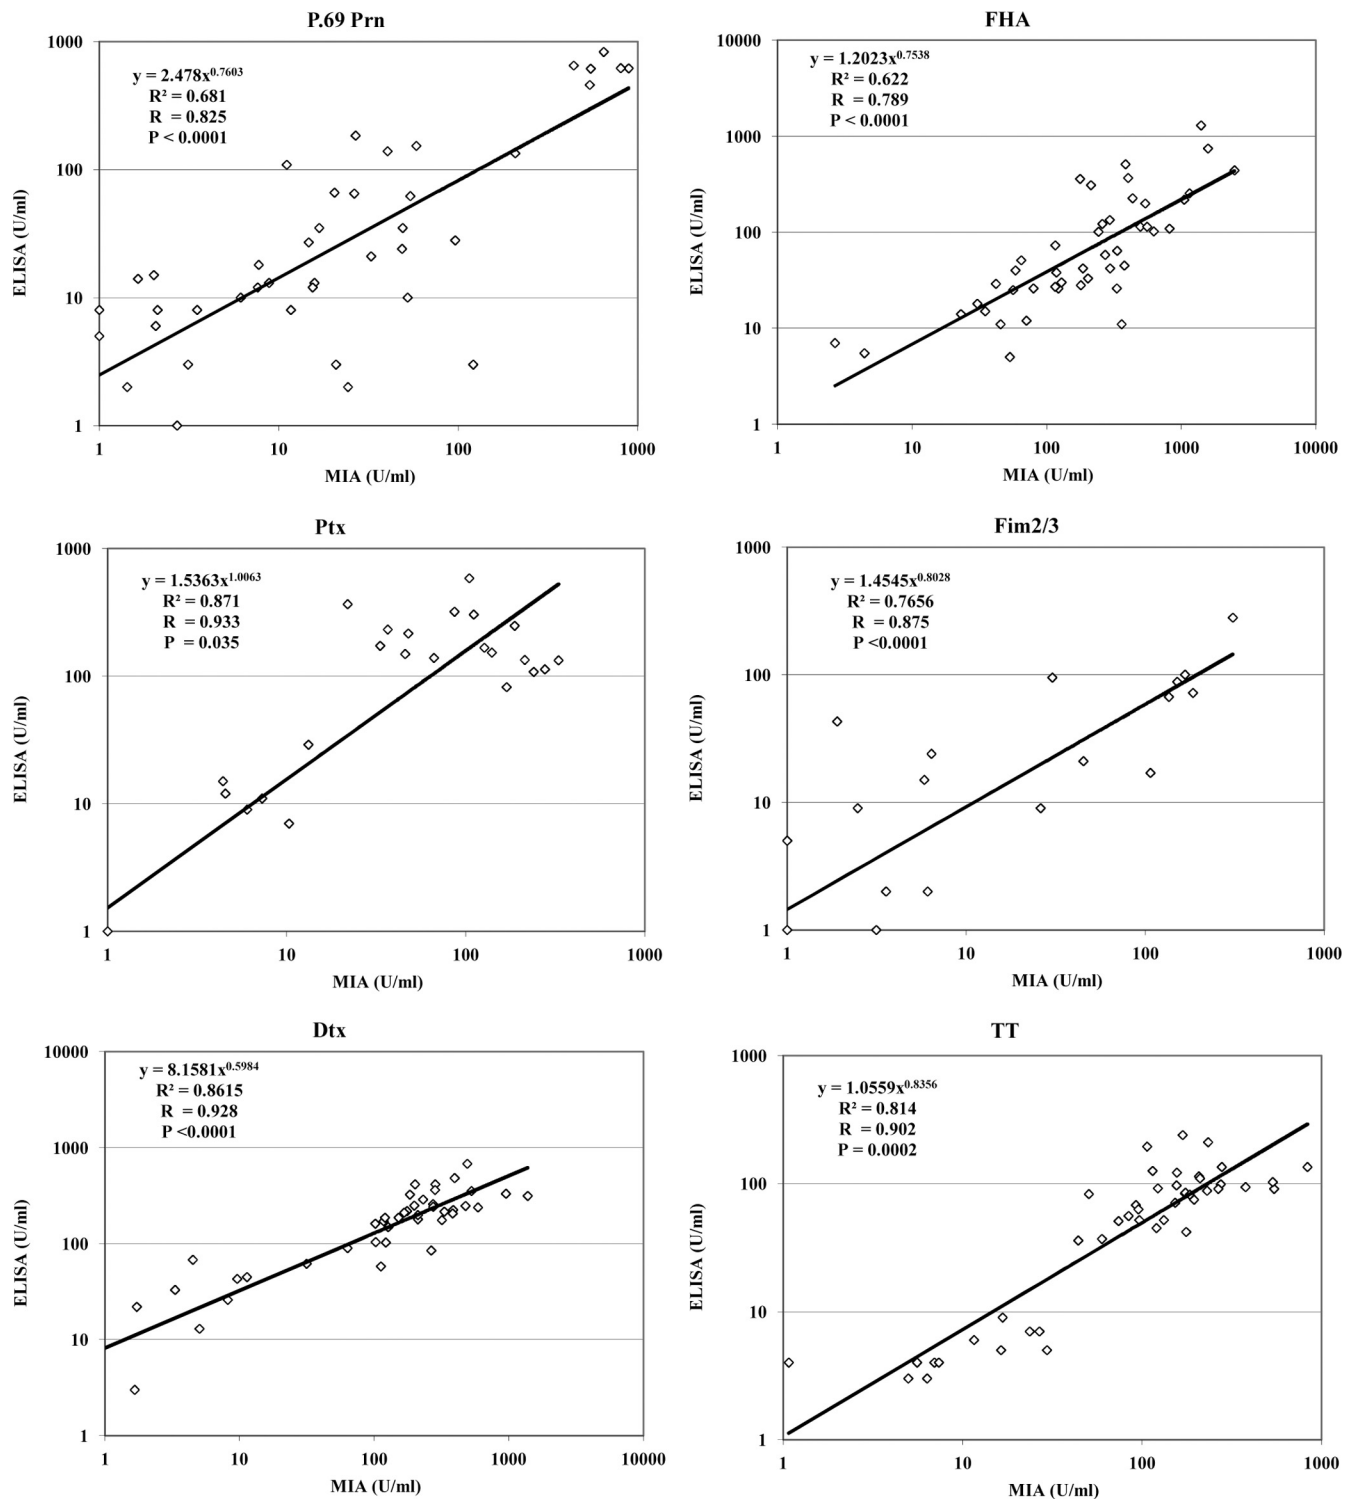 P.69 Prn
1000
100
10
1
y = 2.478x^0.7603
R² = 0.681
R = 0.825
P < 0.0001
ELISA (U/ml)
1 10 100 1000
MIA (U/ml)
FHA
10000
1000
100
10
1
y = 1.2023x^0.7538
R² = 0.622
R = 0.789
P < 0.0001
ELISA (U/ml)
1 10 100 1000 10000
MIA (U/ml)
Ptx
1000
100
10
1
y = 1.5363x^1.0063
R² = 0.871
R = 0.933
P = 0.035
ELISA (U/ml)
1 10 100 1000
MIA (U/ml)
Fim2/3
1000
100
10
1
y = 1.4545x^0.8028
R² = 0.7656
R = 0.875
P <0.0001
ELISA (U/ml)
1 10 100 1000
MIA (U/ml)
Dtx
10000
1000
100
10
1
y = 8.1581x^0.5984
R² = 0.8615
R = 0.928
P <0.0001
ELISA (U/ml)
1 10 100 1000 10000
MIA (U/ml)
TT
1000
100
10
1
y = 1.0559x^0.8356
R² = 0.814
R = 0.902
P = 0.0002
ELISA (U/ml)
1 10 100 1000
MIA (U/ml)